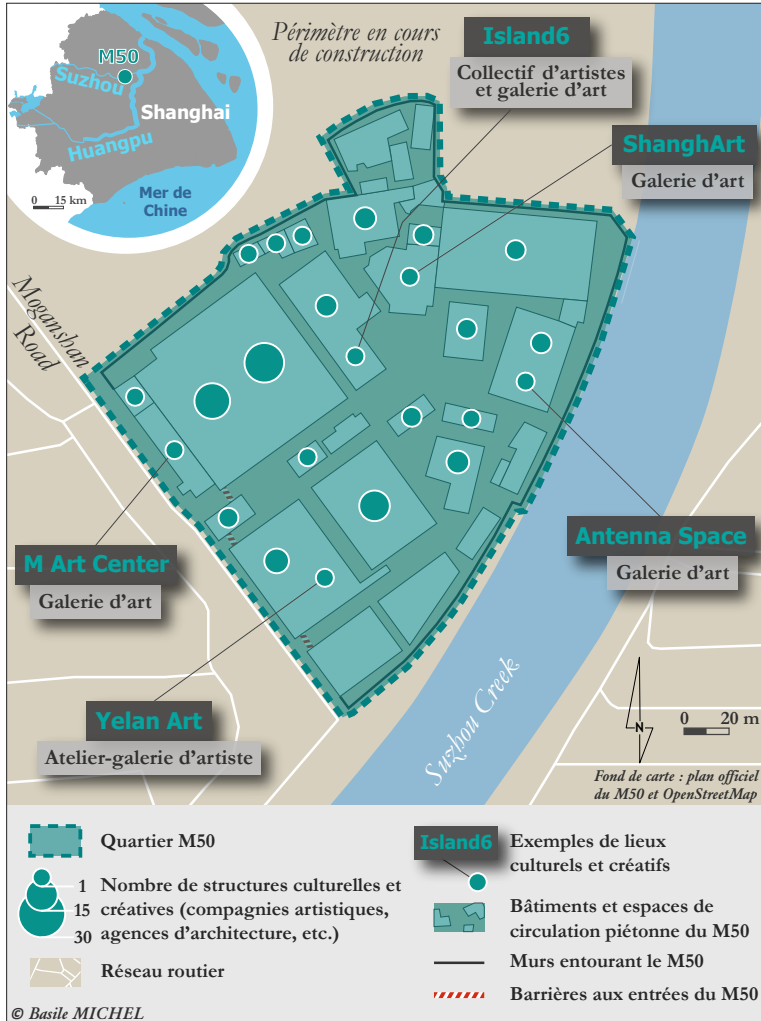 Périmètre en cours
de construction
M50
Suzhou
Shanghai
Huangpu
Mer de
Chine
0 15 km
Island6
Collectif d'artistes
et galerie d'art
ShanghArt
Galerie d'art
Moganshan
Road
M Art Center
Galerie d'art
Antenna Space
Galerie d'art
Yelan Art
Atelier-galerie d'artiste
Suzhou Creek
N
0 20 m
Fond de carte : plan officiel
du M50 et OpenStreetMap
Quartier M50
1
15
30
Nombre de structures culturelles et
créatives (compagnies artistiques,
agences d'architecture, etc.)
Réseau routier
Island6
Exemples de lieux
culturels et créatifs
Bâtiments et espaces de
circulation piétonne du M50
Murs entourant le M50
Barrières aux entrées du M50
© Basile MICHEL